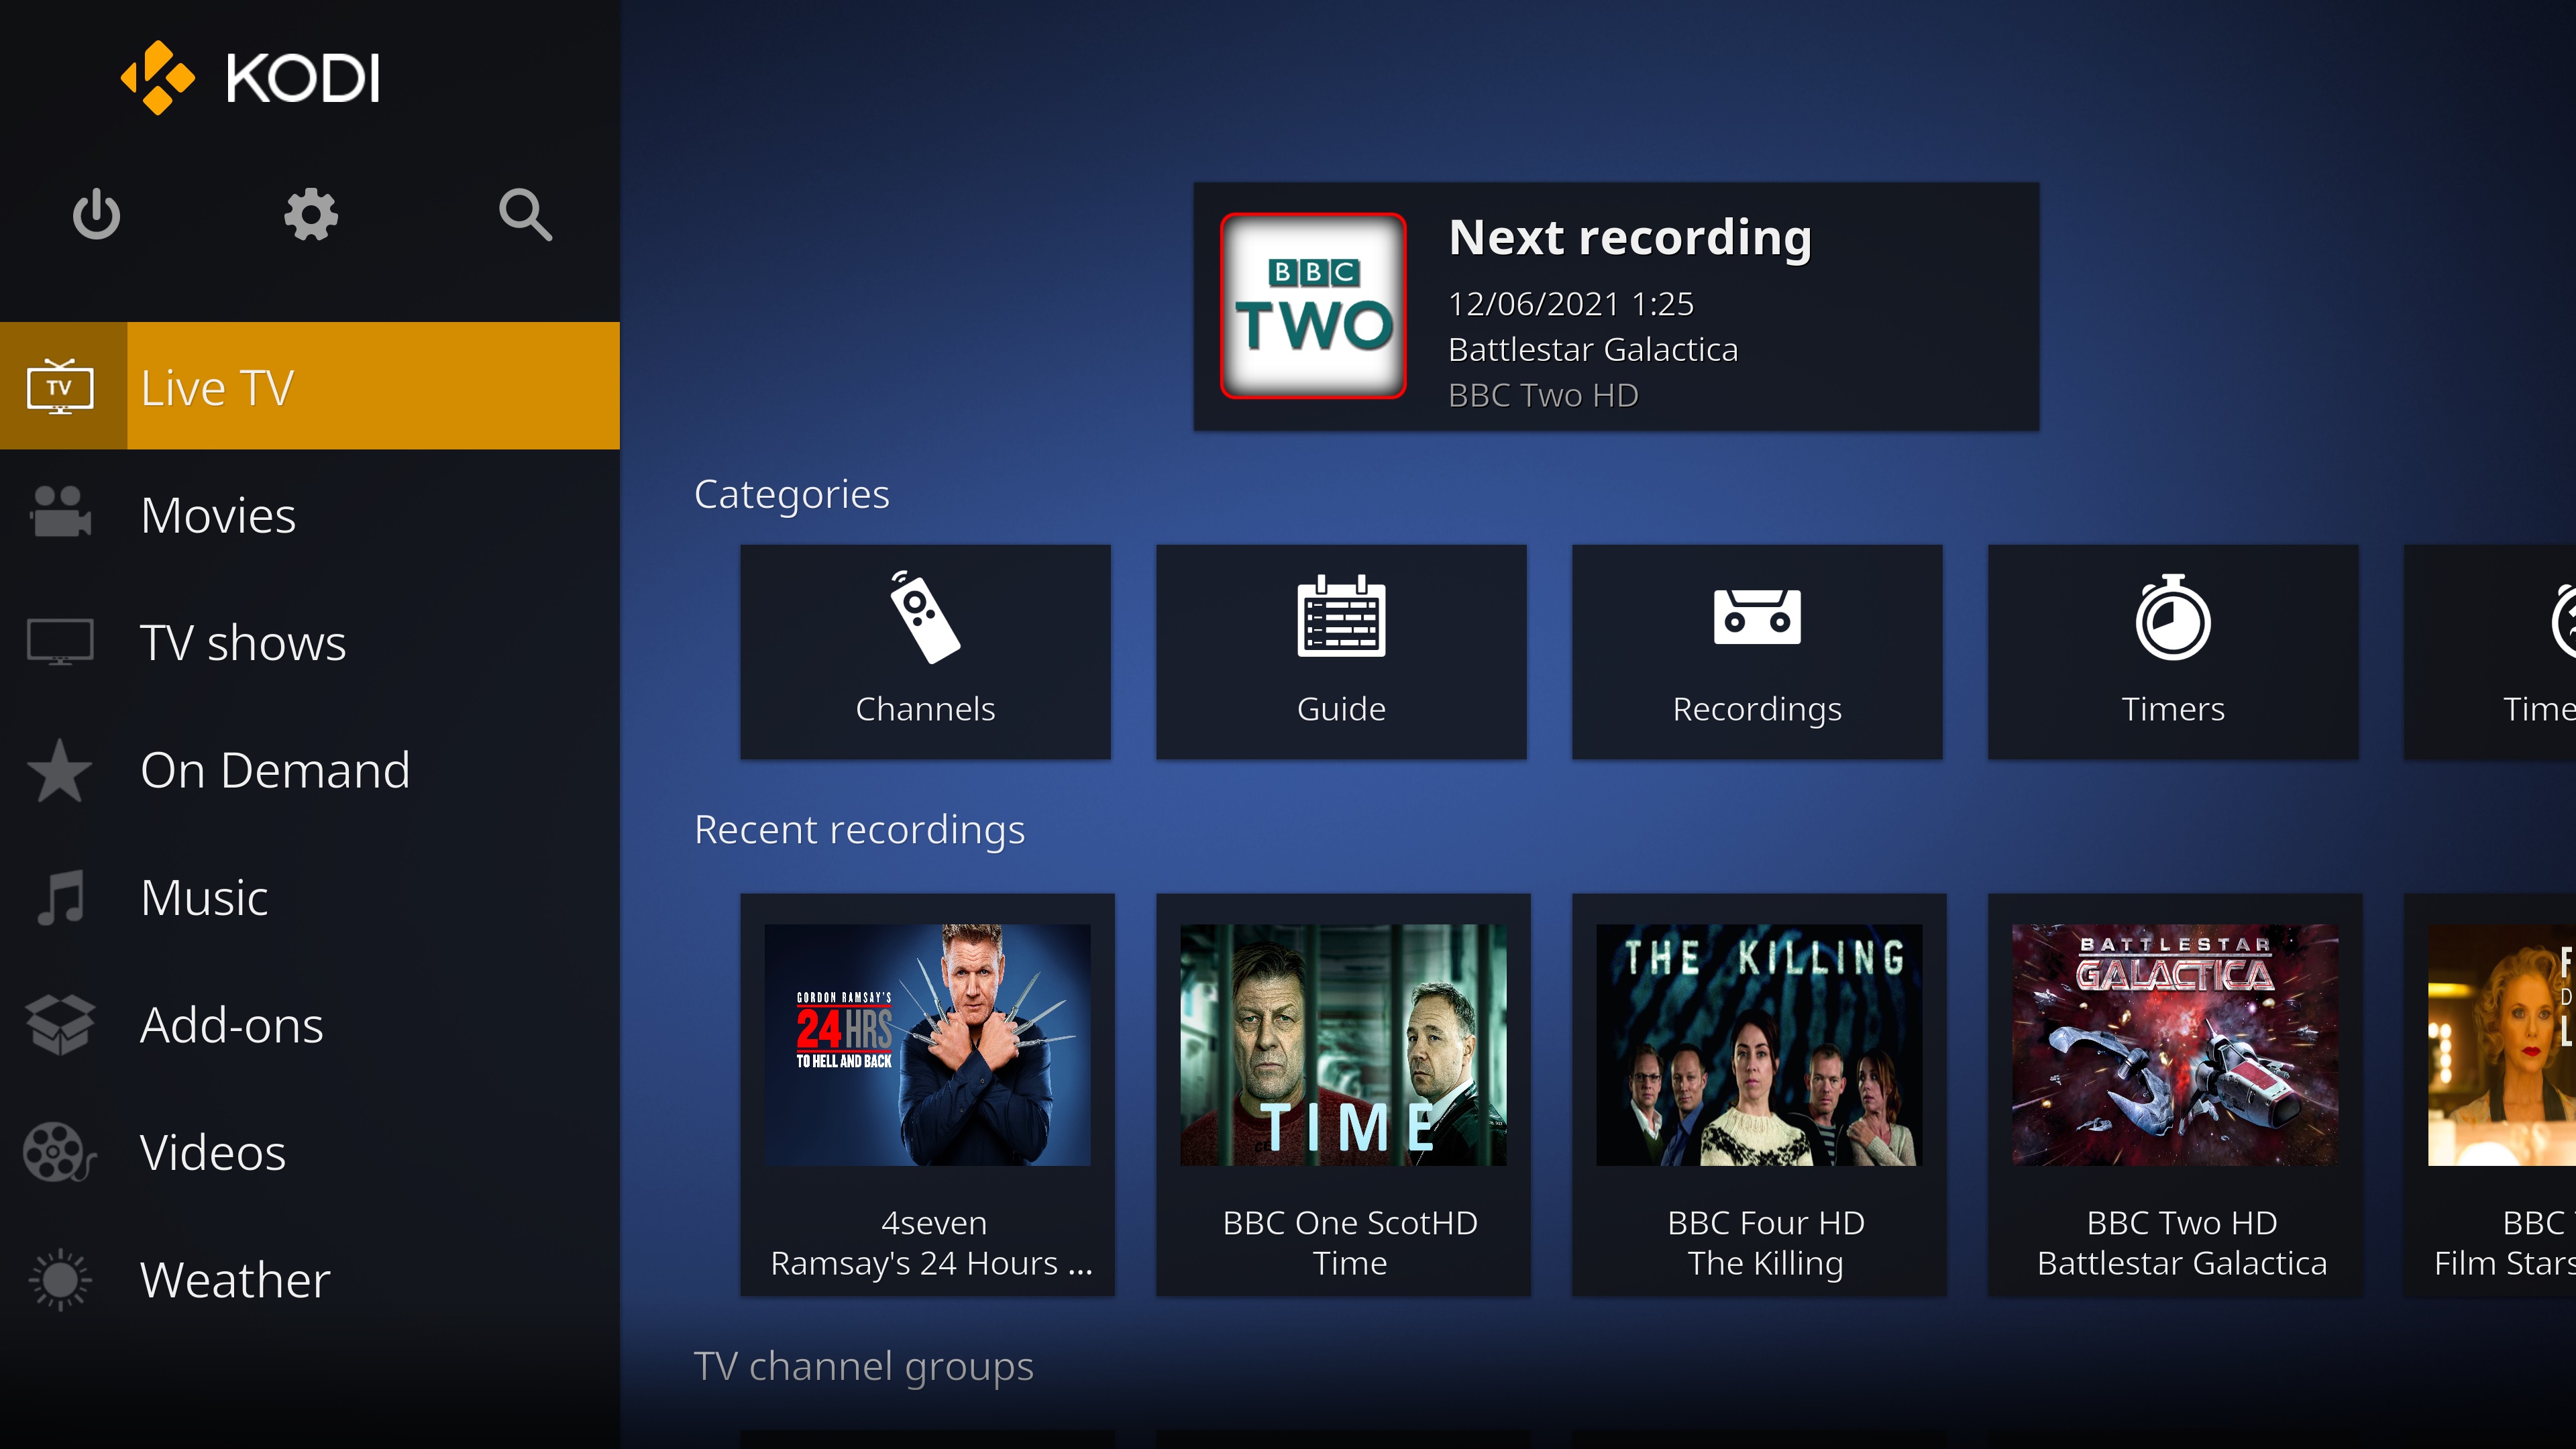 KODI
TV
Live TV
Movies
TV shows
On Demand
Music
Add-ons
Videos
Weather
BBC
TWO
Next recording
12/06/2021 1:25
Battlestar Galactica
BBC Two HD
Categories
Channels
Guide
Recordings
Timers
Time
Recent recordings
GORDON RAMSAY'S
24 HRS
TO HELL AND BACK
4seven
Ramsay's 24 Hours ...
TIME
BBC One ScotHD
Time
THE KILLING
BBC Four HD
The Killing
BATTLESTAR
GALACTICA
BBC Two HD
Battlestar Galactica
F
D
L
BBC
Film Stars
TV channel groups